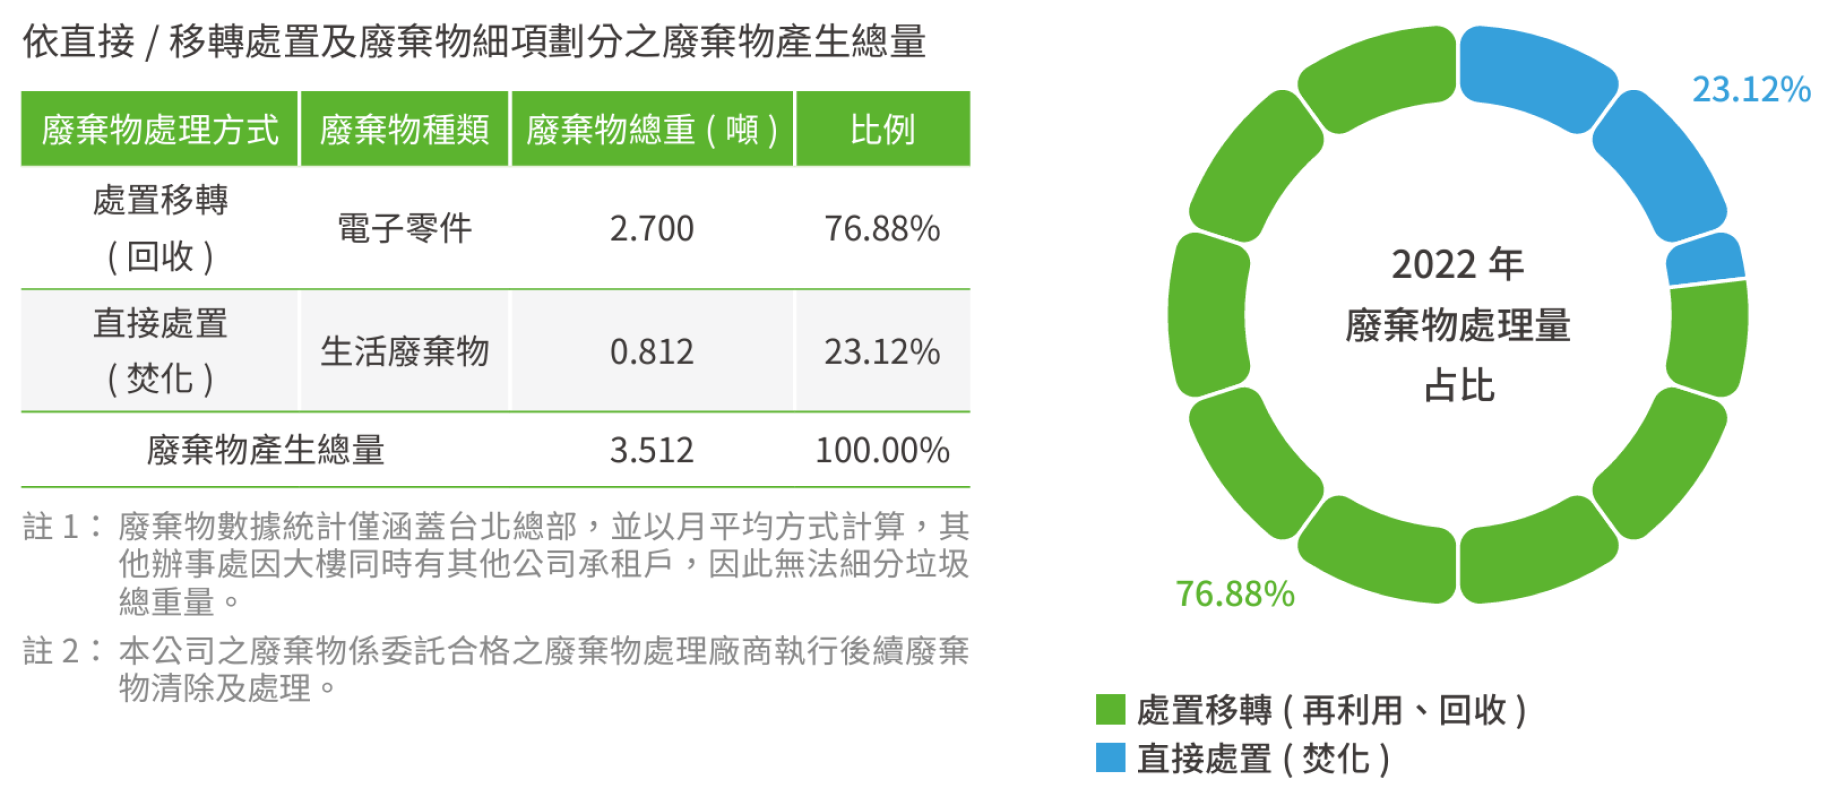 依直接 / 移轉處置及廢棄物細項劃分之廢棄物產生總量
廢棄物處理方式 廢棄物種類 廢棄物總重 ( 噸 ) 比例
處置移轉
( 回收 )
電子零件 2.700 76.88%
直接處置
( 焚化 )
生活廢棄物 0.812 23.12%
廢棄物產生總量 3.512 100.00%
註 1： 廢棄物數據統計僅涵蓋台北總部，並以月平均方式計算，其
他辦事處因大樓同時有其他公司承租戶，因此無法細分垃圾
總重量。
註 2： 本公司之廢棄物係委託合格之廢棄物處理廠商執行後續廢棄
物清除及處理。
23.12%
2022 年
廢棄物處理量
占比
76.88%
處置移轉 ( 再利用、回收 )
直接處置 ( 焚化 )